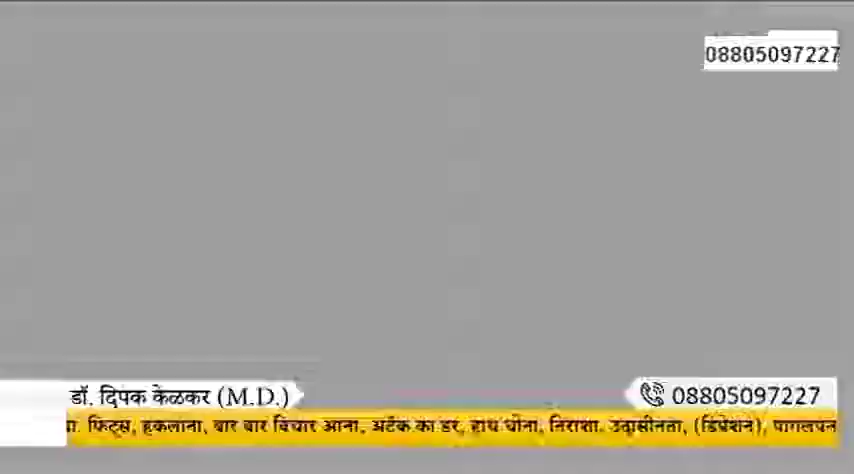 08805097227
डॉ. दिपक केळकर (M.D.)
08805097227
फिट्स, हकलाना, बार बार विचार आना, अटॅक का डर, हाथ धोना, निराशा, उदासीनता, (डिप्रेशन), पागलपन